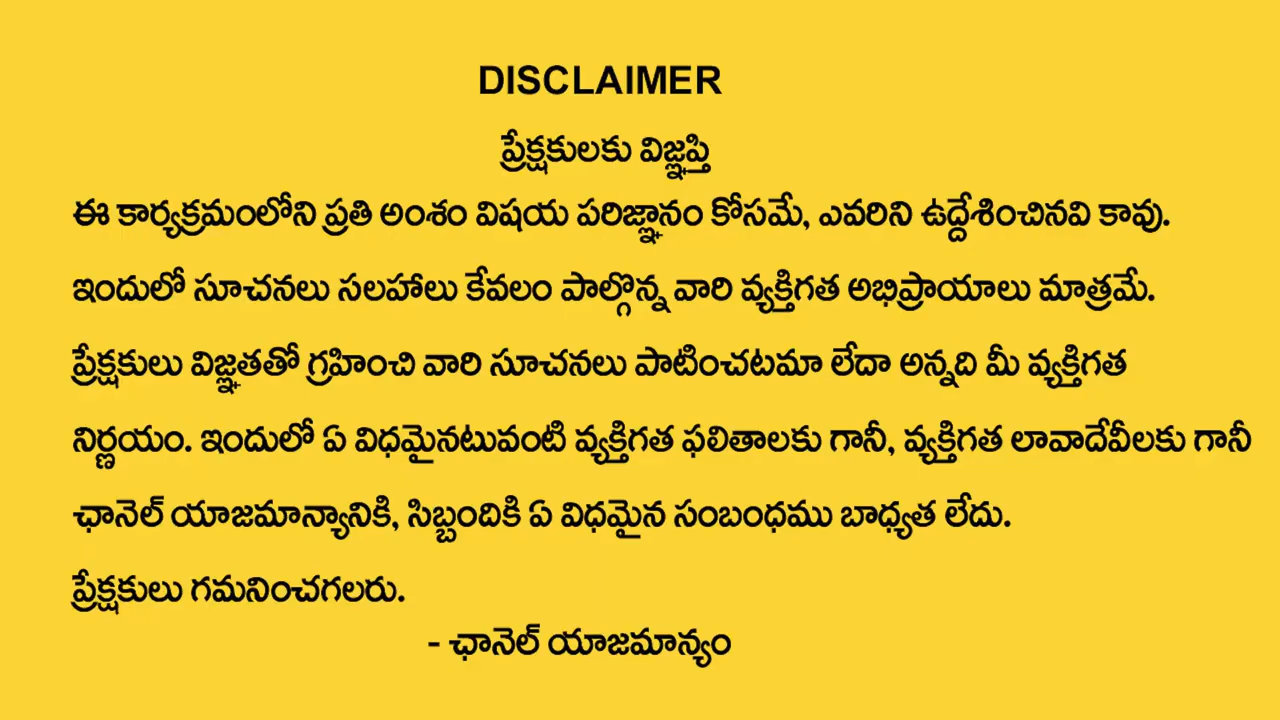 DISCLAIMER
ప్రేక్షకులకు విజ్ఞప్తి
ఈ కార్యక్రమంలోని ప్రతి అంశం విషయ పరిజ్ఞానం కోసమే, ఎవరిని ఉద్దేశించినవి కావు.
ఇందులో సూచనలు సలహాలు కేవలం పాల్గొన్న వారి వ్యక్తిగత అభిప్రాయాలు మాత్రమే.
ప్రేక్షకులు విజ్ఞతతో గ్రహించి వారి సూచనలు పాటించటమా లేదా అన్నది మీ వ్యక్తిగత
నిర్ణయం. ఇందులో ఏ విధమైనటువంటి వ్యక్తిగత ఫలితాలకు గానీ, వ్యక్తిగత లావాదేవీలకు గానీ
ఛానెల్ యాజమాన్యానికి, సిబ్బందికి ఏ విధమైన సంబంధము బాధ్యత లేదు.
ప్రేక్షకులు గమనించగలరు.
- ఛానెల్ యాజమాన్యం